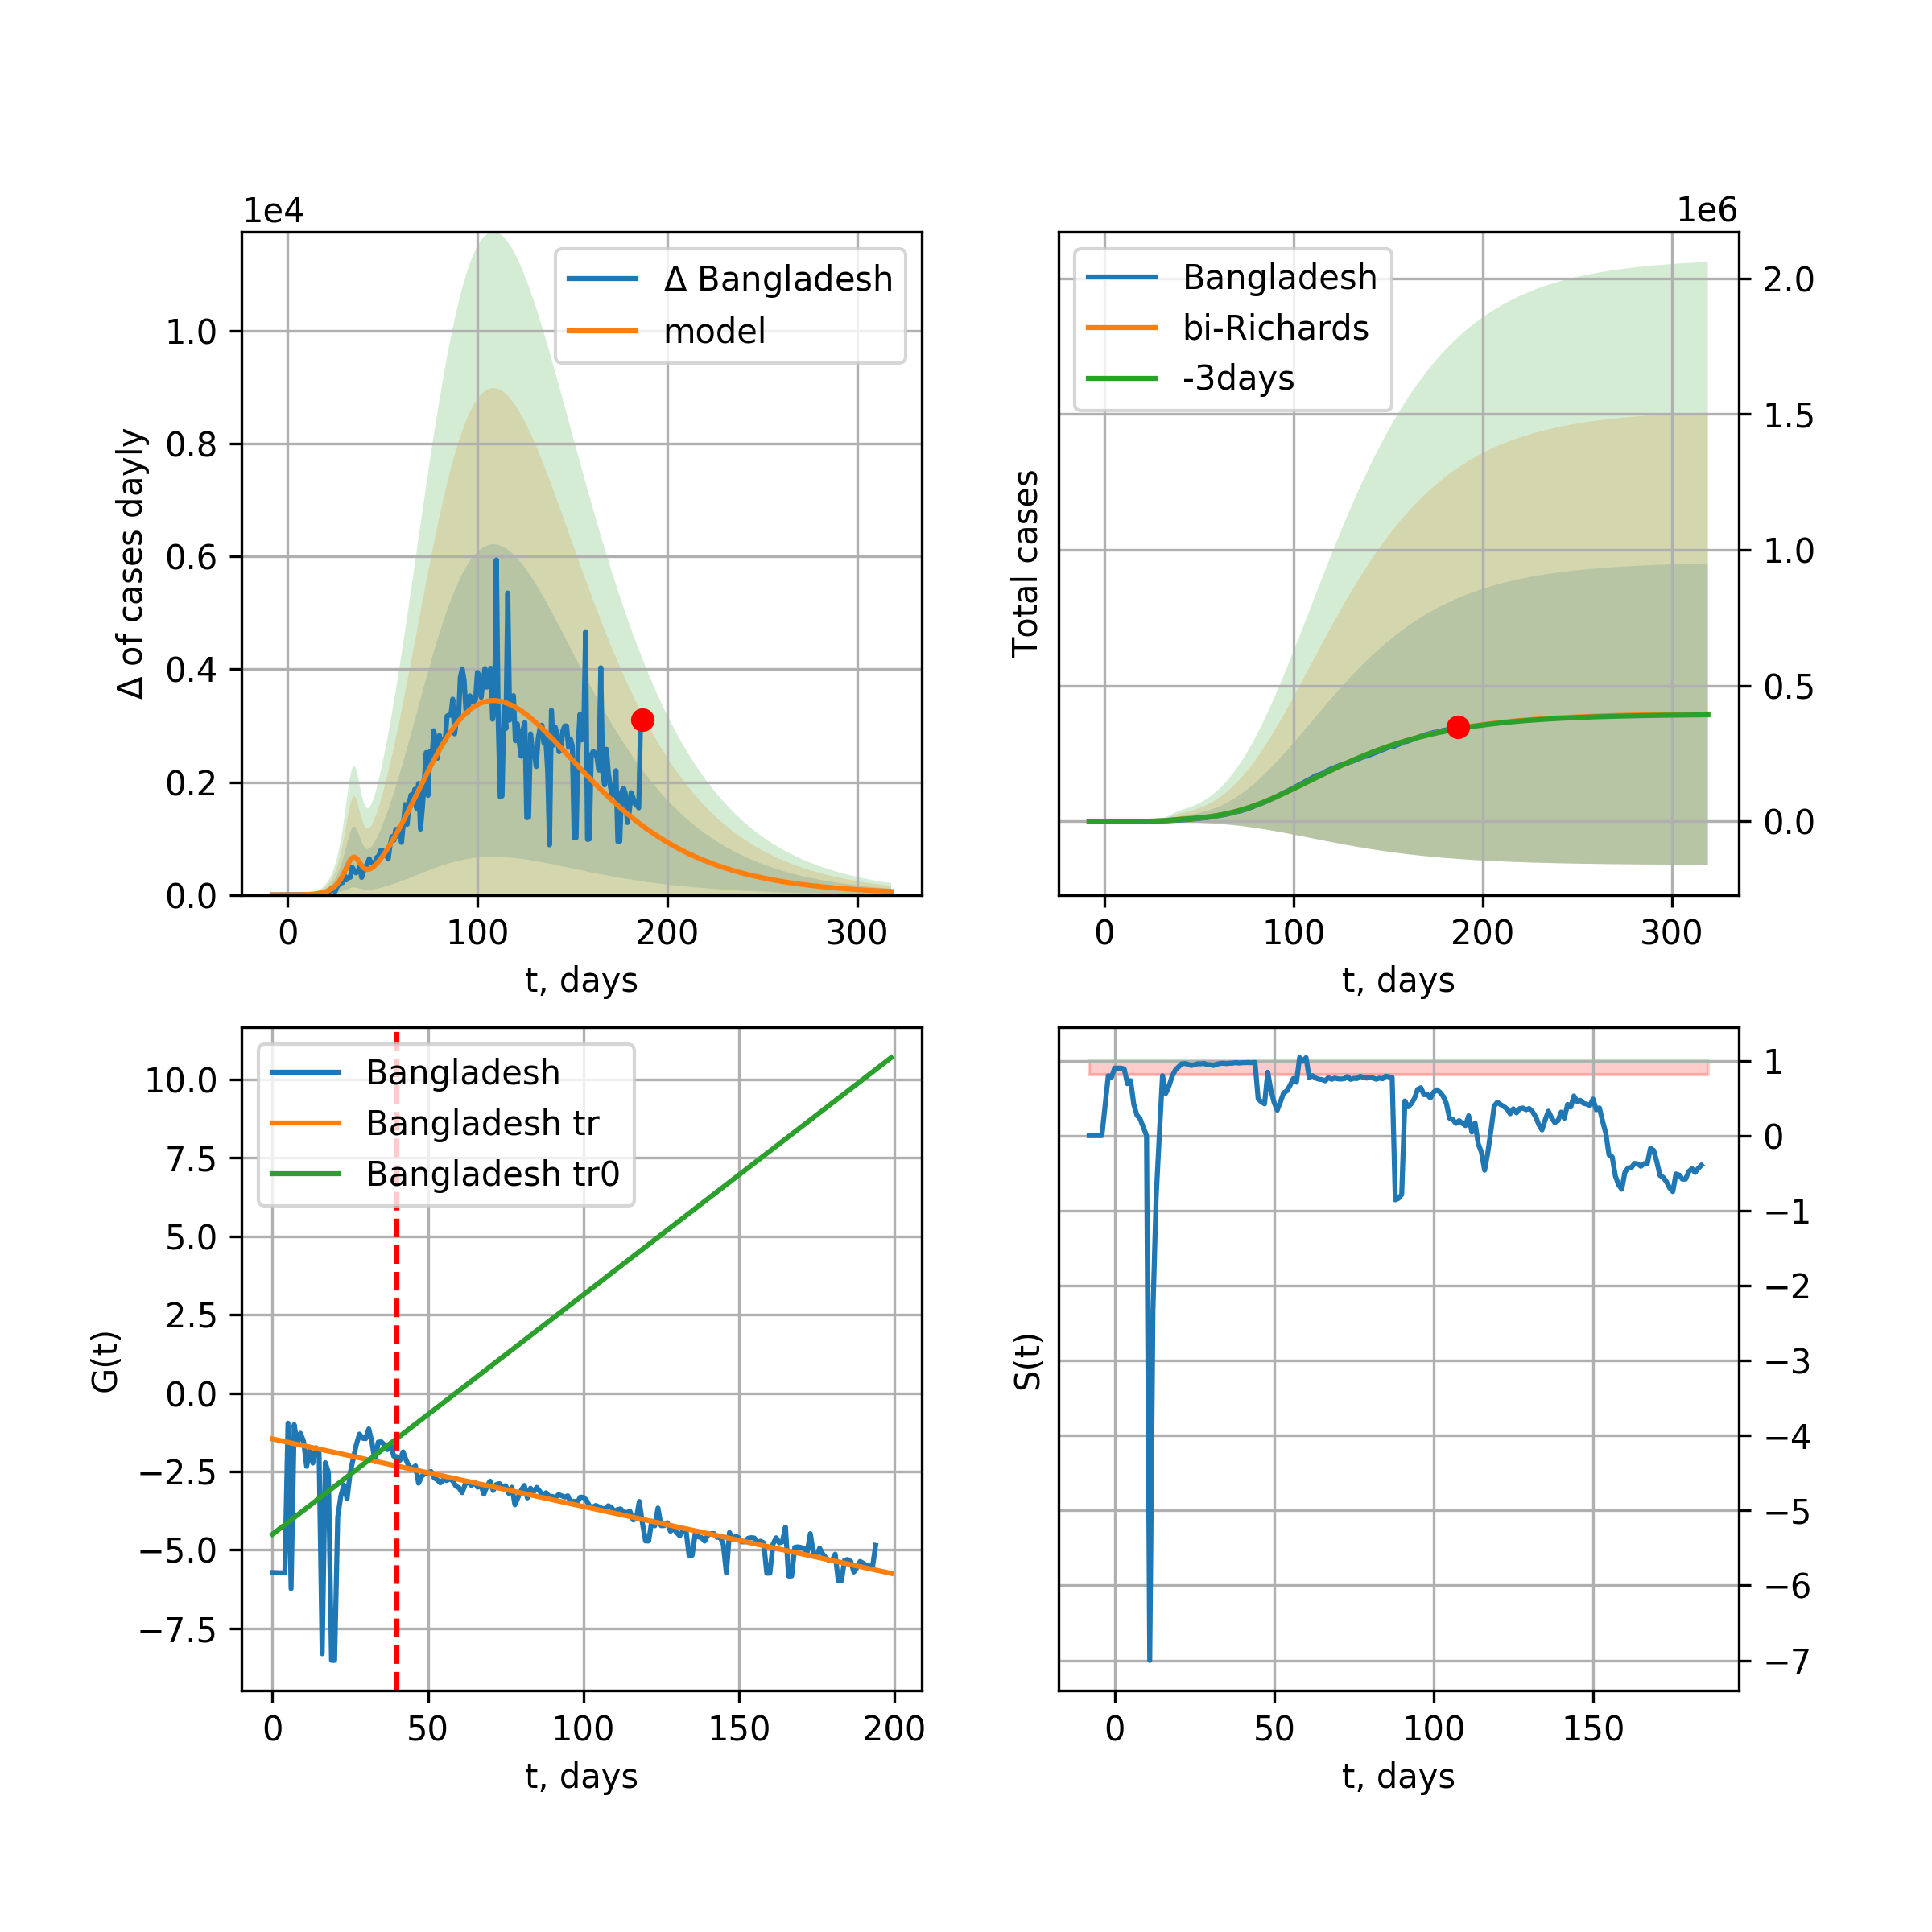 1e4
Δ of cases dayly
1.0
0.8
0.6
0.4
0.2
0.0
0 100 200 300
t, days
Δ Bangladesh
model
1e6
Total cases
2.0
1.5
1.0
0.5
0.0
0 100 200 300
t, days
Bangladesh
bi-Richards
-3days
G(t)
10.0
7.5
5.0
2.5
0.0
−2.5
−5.0
−7.5
0 50 100 150 200
t, days
Bangladesh
Bangladesh tr
Bangladesh tr0
S(t)
1
0
−1
−2
−3
−4
−5
−6
−7
0 50 100 150
t, days